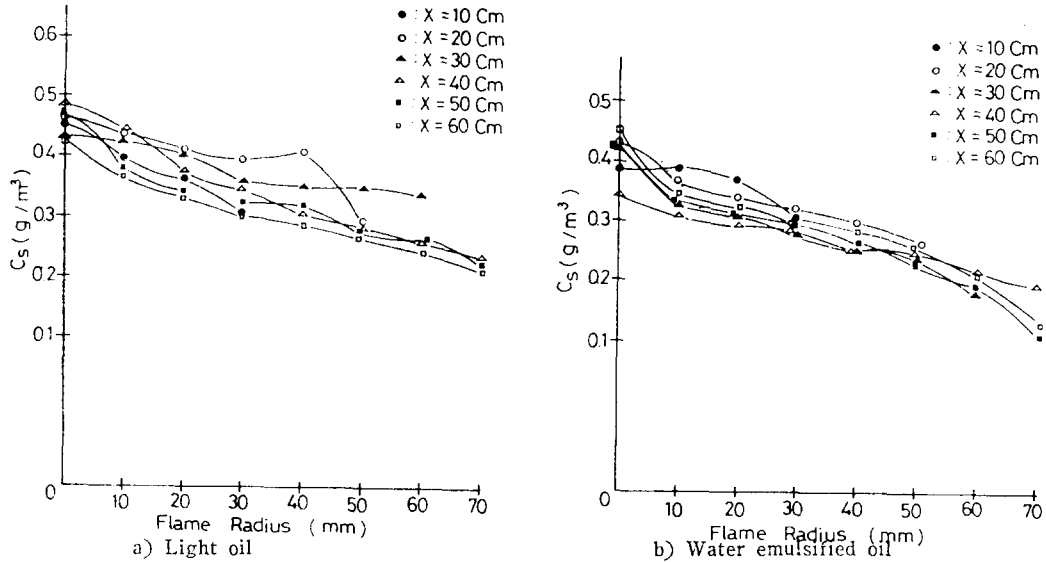 0.6
0.5
0.4
0.3
0.2
0.1
0
Cs (g/m³)
● : X = 10 Cm
○ : X = 20 Cm
▲ : X = 30 Cm
△ : X = 40 Cm
■ : X = 50 Cm
□ : X = 60 Cm
10 20 30 40 50 60 70
Flame Radius (mm)
a) Light oil
0.5
0.4
0.3
0.2
0.1
0
Cs (g/m³)
● : X = 10 Cm
○ : X = 20 Cm
▲ : X = 30 Cm
△ : X = 40 Cm
■ : X = 50 Cm
□ : X = 60 Cm
10 20 30 40 50 60 70
Flame Radius (mm)
b) Water emulsified oil